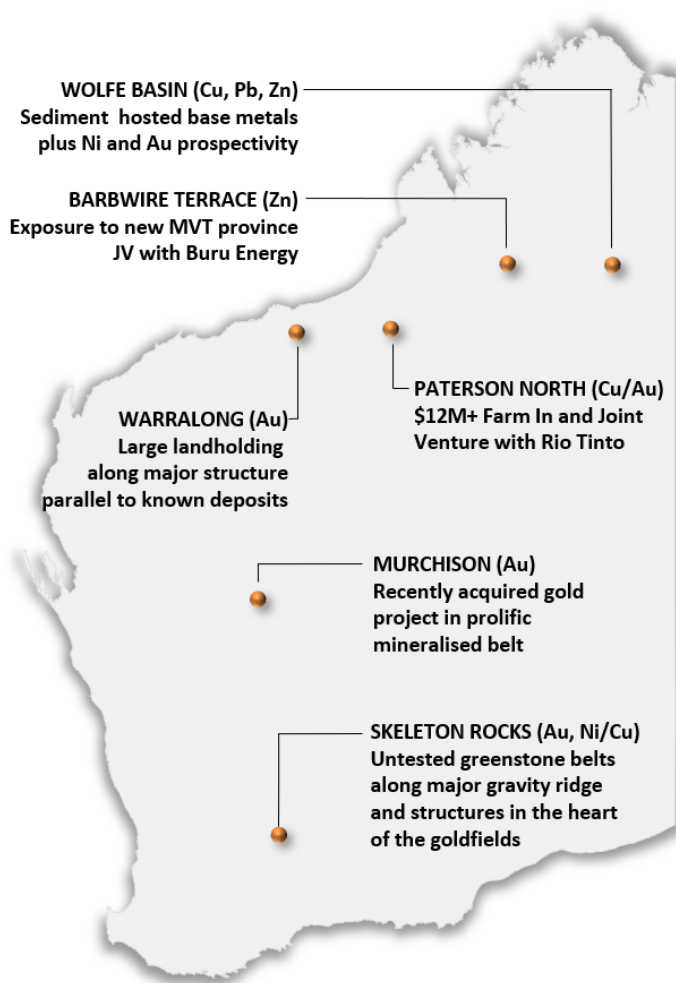 WOLFE BASIN (Cu, Pb, Zn)
Sediment hosted base metals
plus Ni and Au prospectivity
BARBWIRE TERRACE (Zn)
Exposure to new MVT province
JV with Buru Energy
PATERSON NORTH (Cu/Au)
$12M+ Farm In and Joint
Venture with Rio Tinto
WARRALONG (Au)
Large landholding
along major structure
parallel to known deposits
MURCHISON (Au)
Recently acquired gold
project in prolific
mineralised belt
SKELETON ROCKS (Au, Ni/Cu)
Untested greenstone belts
along major gravity ridge
and structures in the heart
of the goldfields